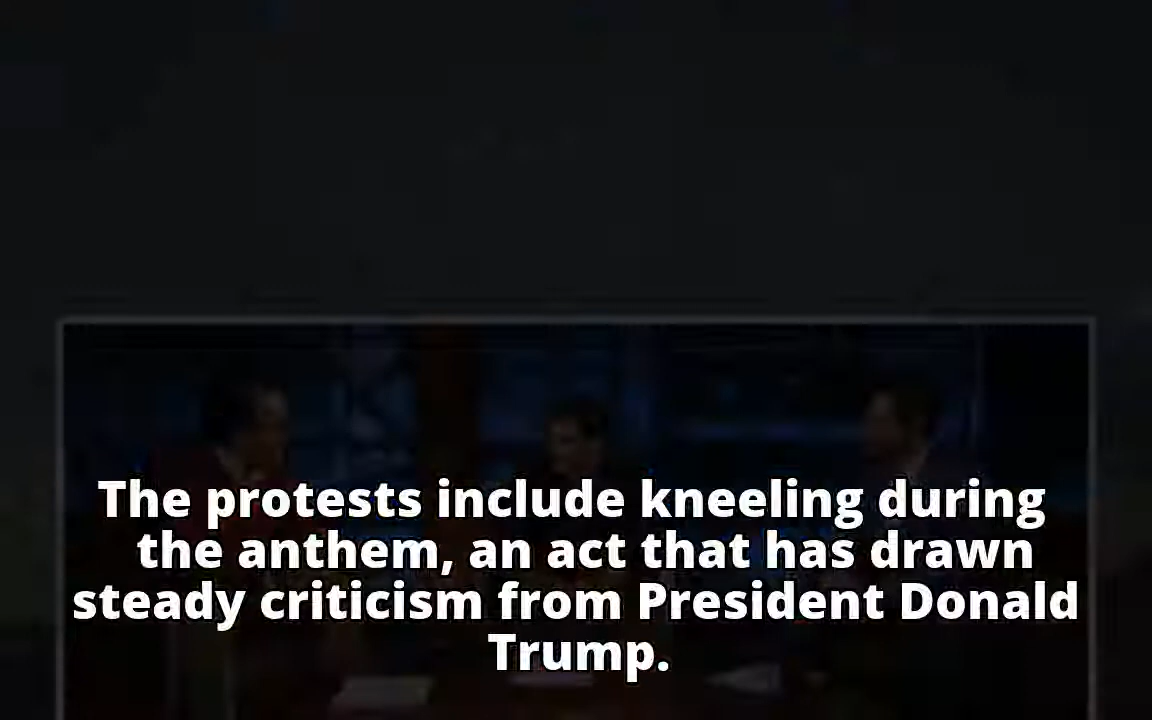 The protests include kneeling during
the anthem, an act that has drawn
steady criticism from President Donald
Trump.